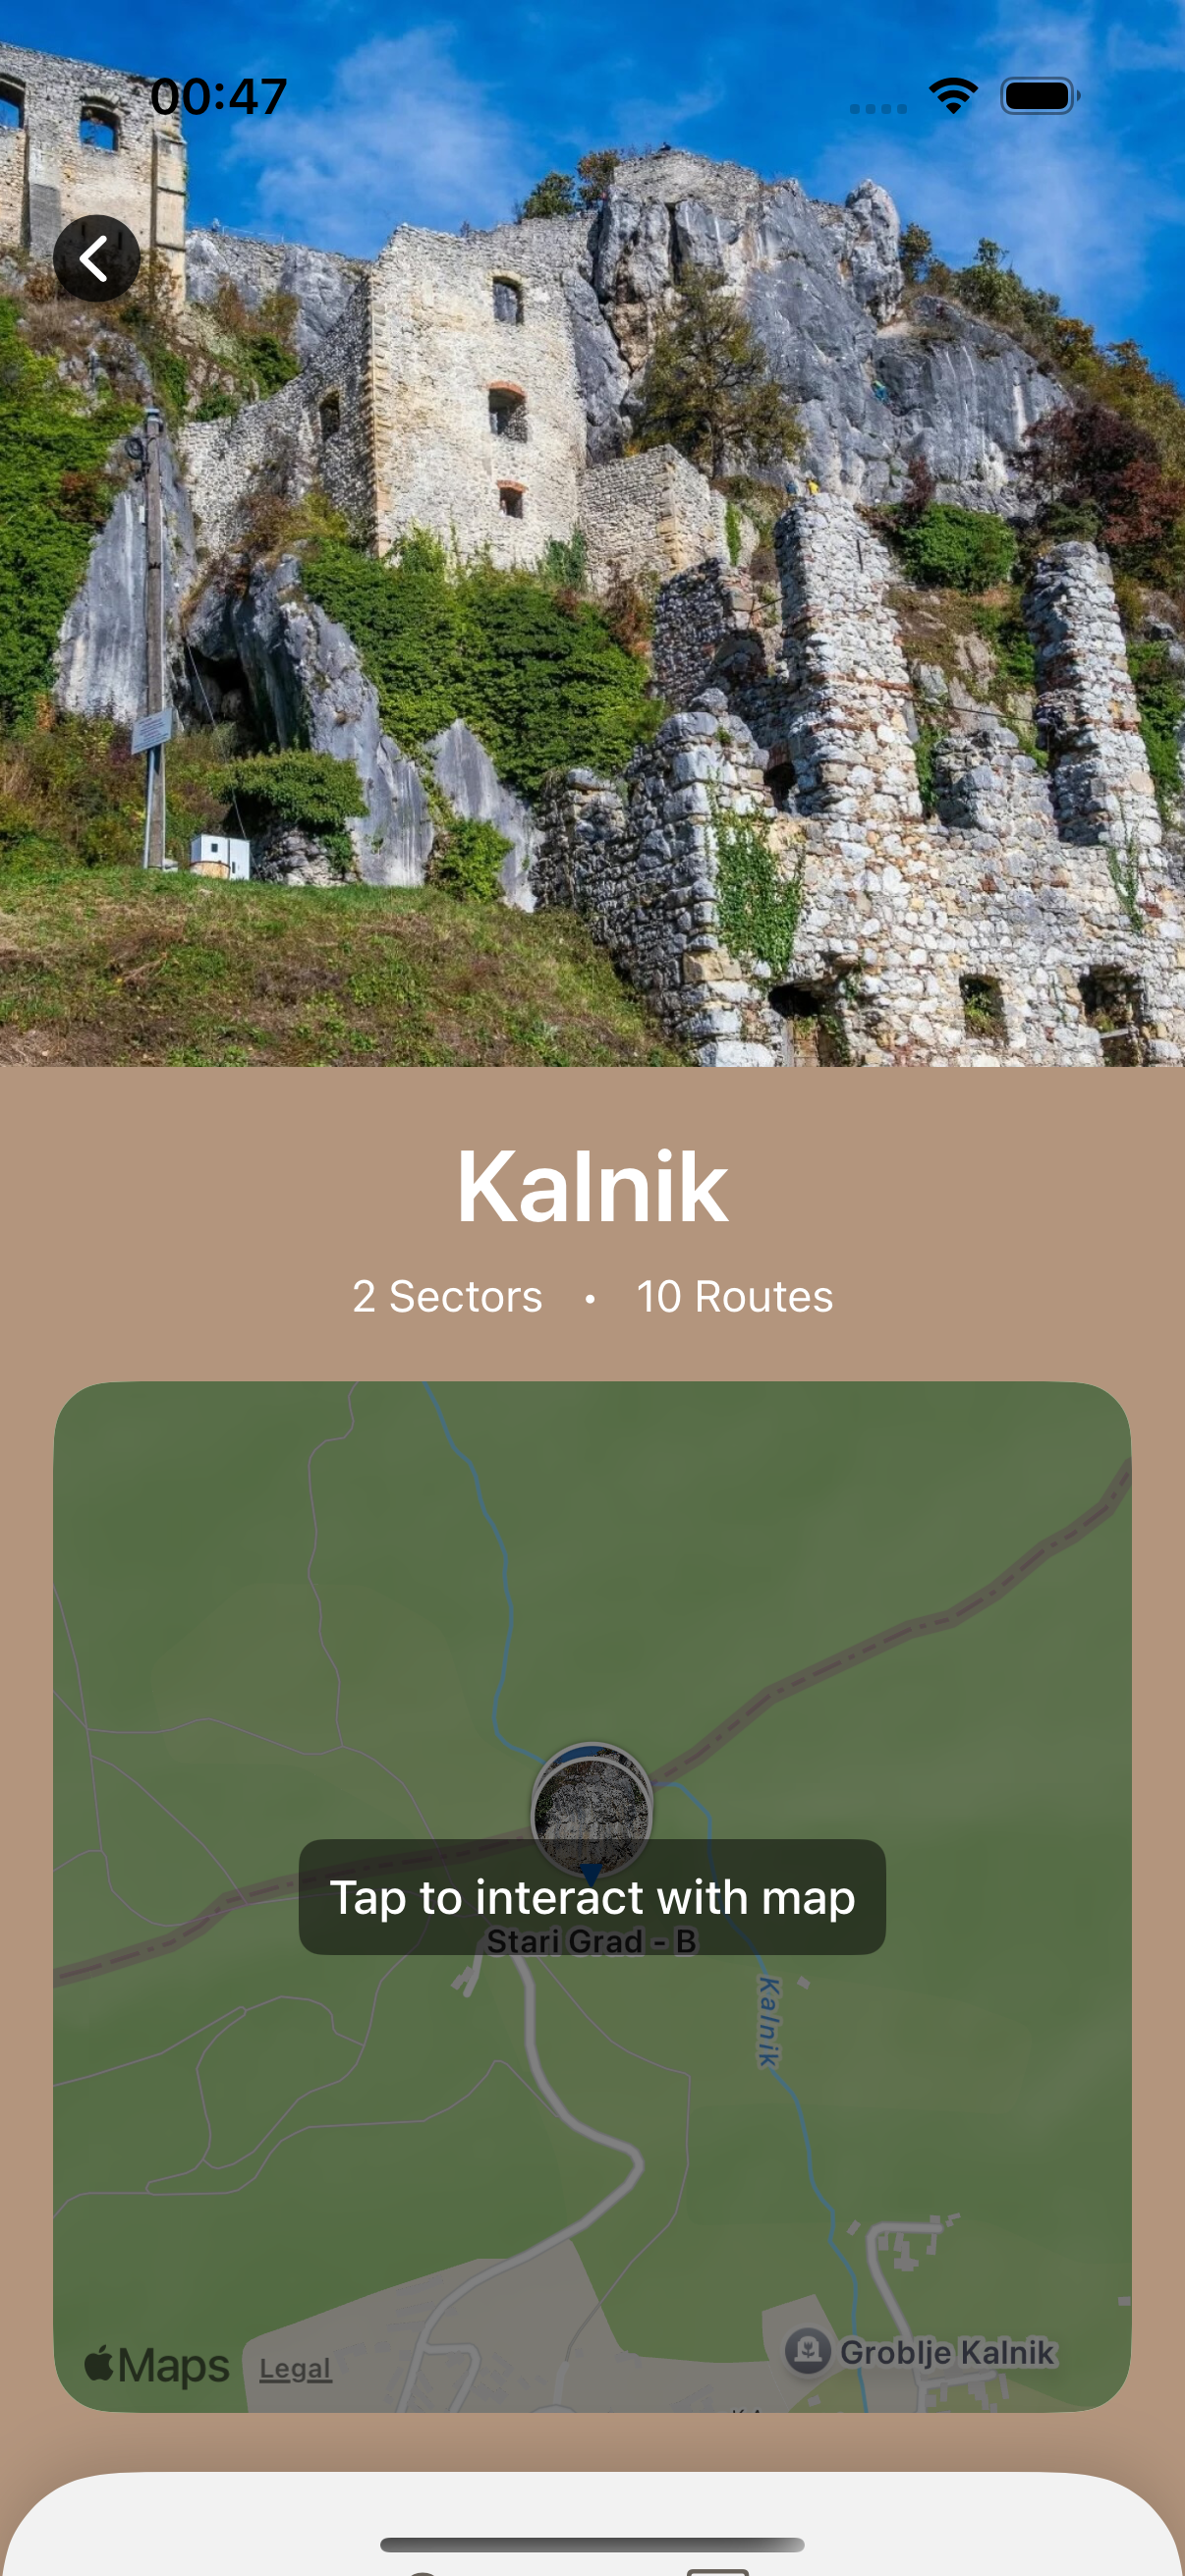 00:47
Kalnik
2 Sectors • 10 Routes
Tap to interact with map
Stari Grad - B
Kalnik
Groblje Kalnik
Maps Legal